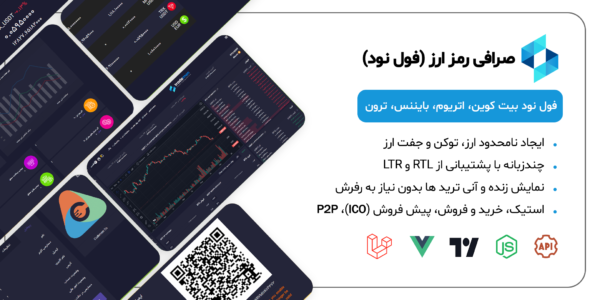 صرافی رمز ارز (فول نود)
فول نود بیت کوین، اتریوم، بایننس، ترون
ایجاد نامحدود ارز، توکن و جفت ارز
چندزبانه با پشتیبانی از RTL و LTR
نمایش زنده و آنی ترید ها بدون نیاز به رفرش
استیک، خرید و فروش، پیش فروش (ICO)، P2P
JS
API